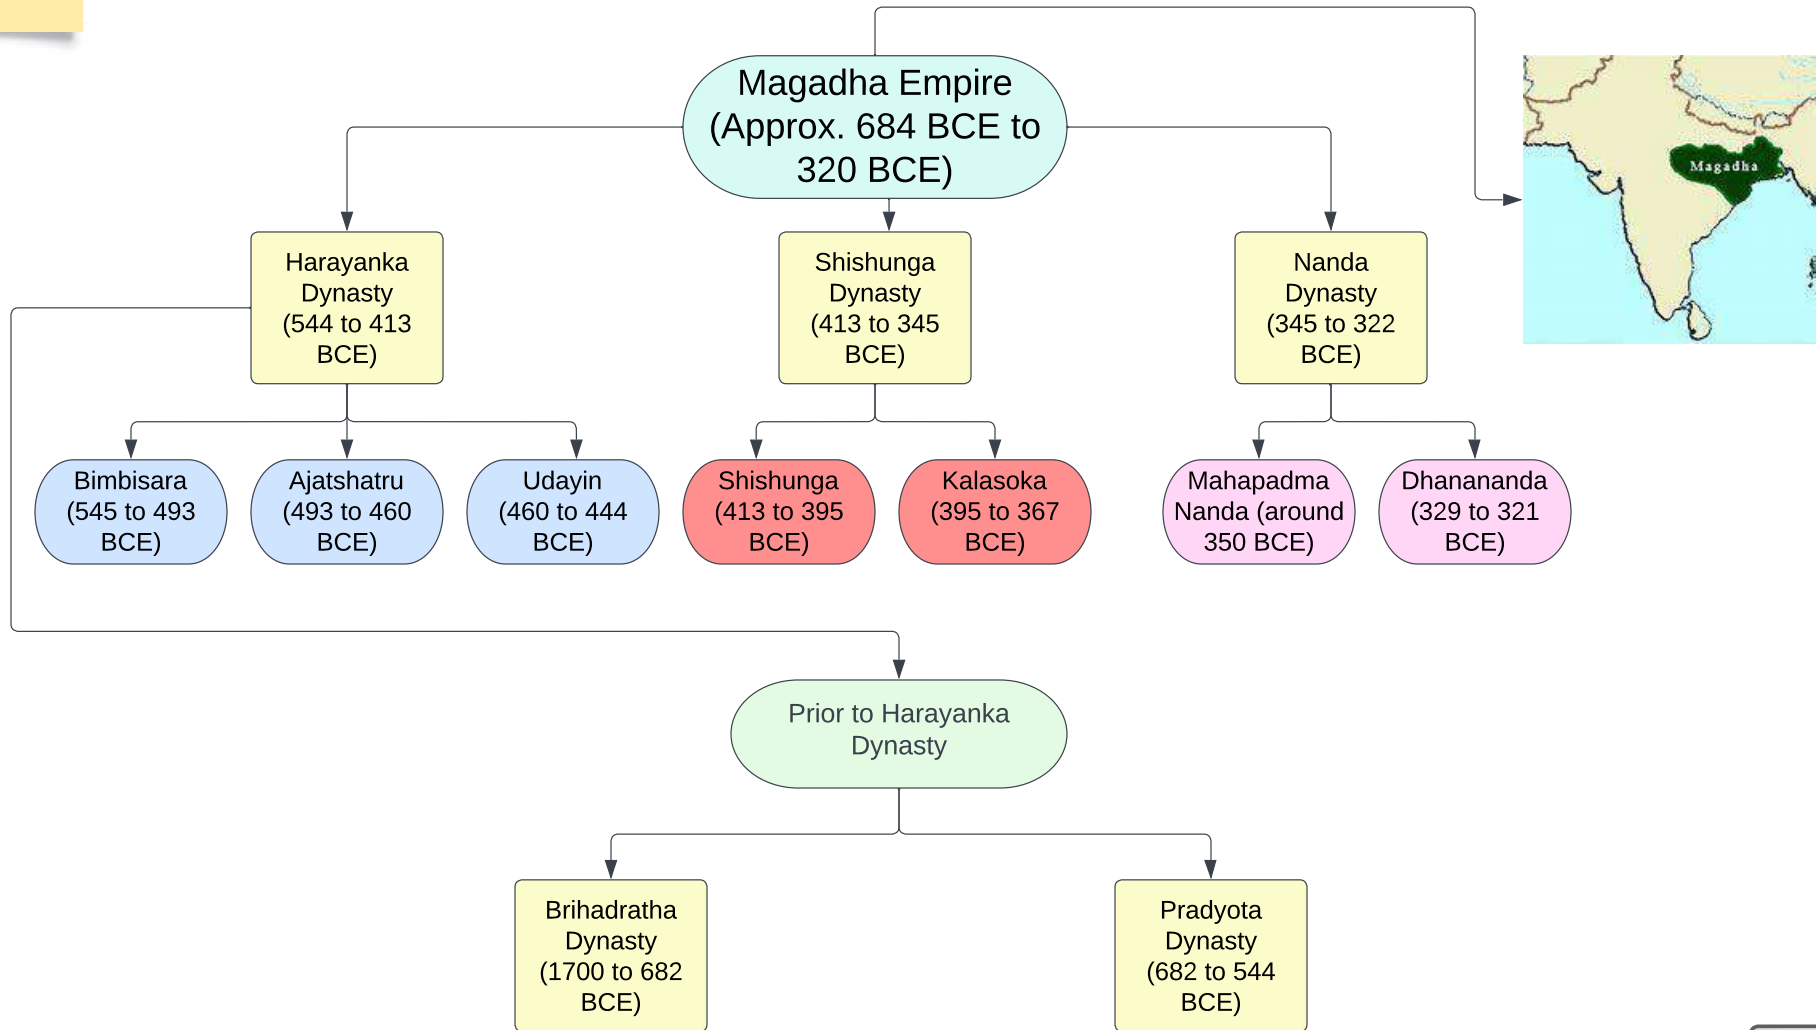 Magadha Empire
(Approx. 684 BCE to
320 BCE)
Magadha
Harayanka
Dynasty
(544 to 413
BCE)
Shishunga
Dynasty
(413 to 345
BCE)
Nanda
Dynasty
(345 to 322
BCE)
Bimbisara
(545 to 493
BCE)
Ajatshatru
(493 to 460
BCE)
Udayin
(460 to 444
BCE)
Shishunga
(413 to 395
BCE)
Kalasoka
(395 to 367
BCE)
Mahapadma
Nanda (around
350 BCE)
Dhanananda
(329 to 321
BCE)
Prior to Harayanka
Dynasty
Brihadratha
Dynasty
(1700 to 682
BCE)
Pradyota
Dynasty
(682 to 544
BCE)